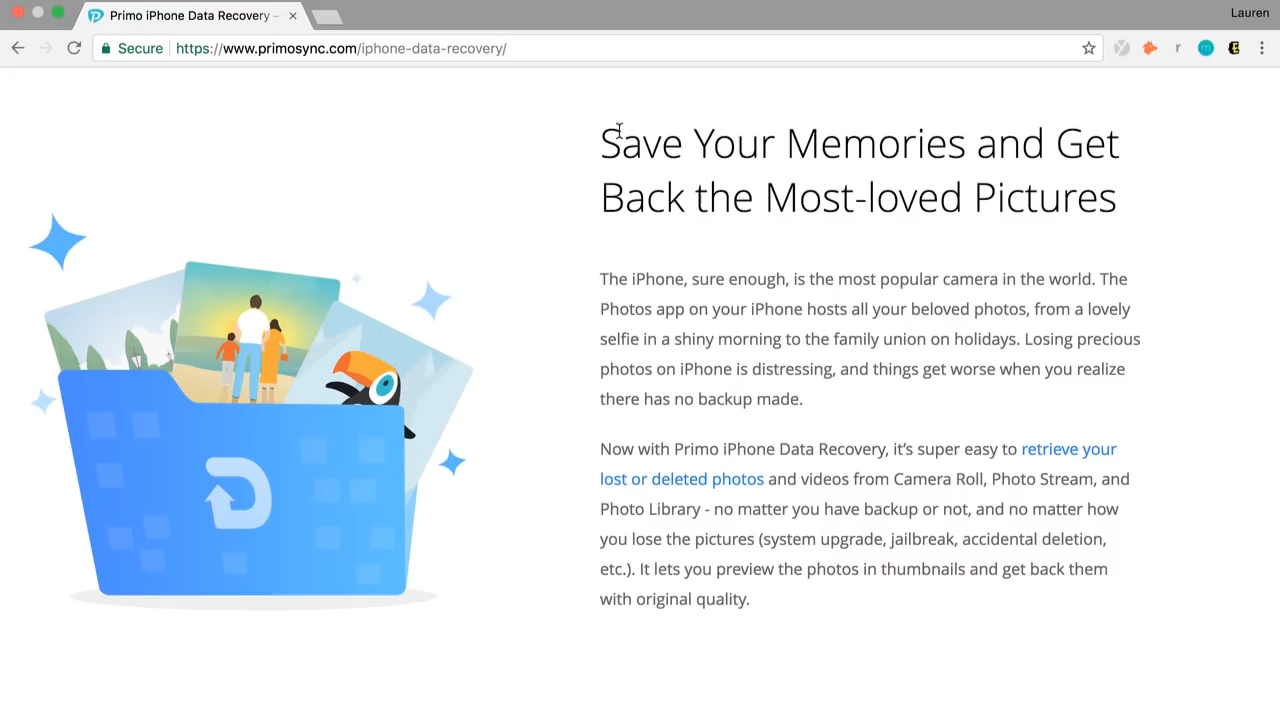 Primo iPhone Data Recovery –
Lauren
Secure
https://www.primosync.com/iphone-data-recovery/
Save Your Memories and Get
Back the Most-loved Pictures
The iPhone, sure enough, is the most popular camera in the world. The
Photos app on your iPhone hosts all your beloved photos, from a lovely
selfie in a shiny morning to the family union on holidays. Losing precious
photos on iPhone is distressing, and things get worse when you realize
there has no backup made.
Now with Primo iPhone Data Recovery, it’s super easy to retrieve your
lost or deleted photos and videos from Camera Roll, Photo Stream, and
Photo Library - no matter you have backup or not, and no matter how
you lose the pictures (system upgrade, jailbreak, accidental deletion,
etc.). It lets you preview the photos in thumbnails and get back them
with original quality.